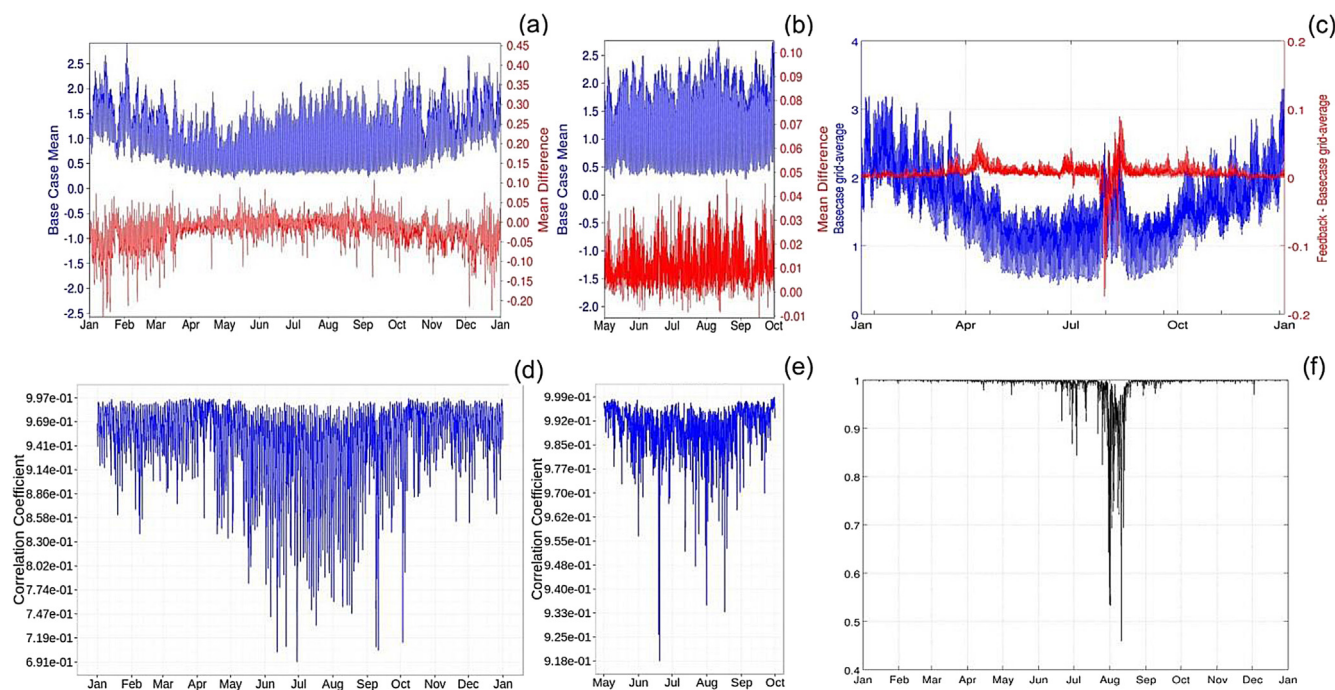 (a)
Base Case Mean
2.5
2.0
1.5
1.0
0.5
0.0
-0.5
-1.0
-1.5
-2.0
-2.5
0.45
0.40
0.35
0.30
0.25
0.20
0.15
0.10
0.05
0.00
-0.05
-0.10
-0.15
-0.20
Mean Difference
Jan Feb Mar Apr May Jun Jul Aug Sep Oct Nov Dec Jan
(b)
Base Case Mean
2.5
2.0
1.5
1.0
0.5
0.0
-0.5
-1.0
-1.5
-2.0
0.10
0.09
0.08
0.07
0.06
0.05
0.04
0.03
0.02
0.01
0.00
-0.01
Mean Difference
May Jun Jul Aug Sep Oct
(c)
Basecase grid-average
4
3
2
1
0
0.2
0.1
0
-0.1
-0.2
Feedback - Basecase grid-average
Jan Apr Jul Oct Jan
(d)
Correlation Coefficient
9.97e-01
9.69e-01
9.41e-01
9.14e-01
8.86e-01
8.58e-01
8.30e-01
8.02e-01
7.74e-01
7.47e-01
7.19e-01
6.91e-01
Jan Feb Mar Apr May Jun Jul Aug Sep Oct Nov Dec Jan
(e)
Correlation Coefficient
9.99e-01
9.92e-01
9.85e-01
9.77e-01
9.70e-01
9.62e-01
9.55e-01
9.48e-01
9.40e-01
9.33e-01
9.25e-01
9.18e-01
May Jun Jul Aug Sep Oct
(f)
1
0.9
0.8
0.7
0.6
0.5
0.4
Jan Feb Mar Apr May Jun Jul Aug Sep Oct Nov Dec Jan